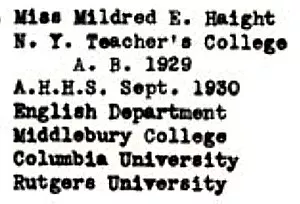 Miss Mildred E. Haight
N. Y. Teacher's College
A. B. 1929
A.H.H.S. Sept. 1930
English Department
Middlebury College
Columbia University
Rutgers University